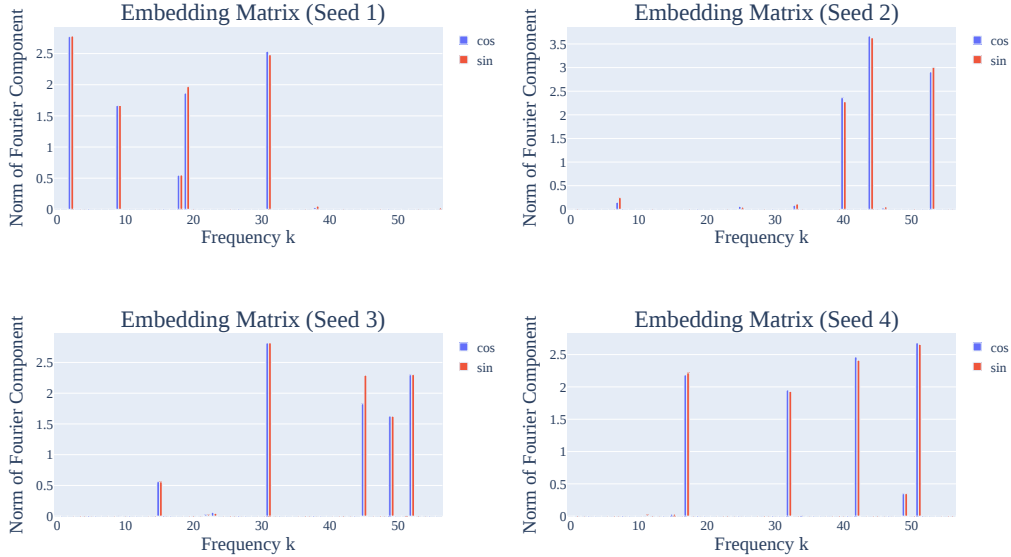 Embedding Matrix (Seed 1)
Norm of Fourier Component
2.5
2
1.5
1
0.5
0
0 10 20 30 40 50
Frequency k
cos
sin
Embedding Matrix (Seed 2)
Norm of Fourier Component
3.5
3
2.5
2
1.5
1
0.5
0
0 10 20 30 40 50
Frequency k
cos
sin
Embedding Matrix (Seed 3)
Norm of Fourier Component
2.5
2
1.5
1
0.5
0
0 10 20 30 40 50
Frequency k
cos
sin
Embedding Matrix (Seed 4)
Norm of Fourier Component
2.5
2
1.5
1
0.5
0
0 10 20 30 40 50
Frequency k
cos
sin